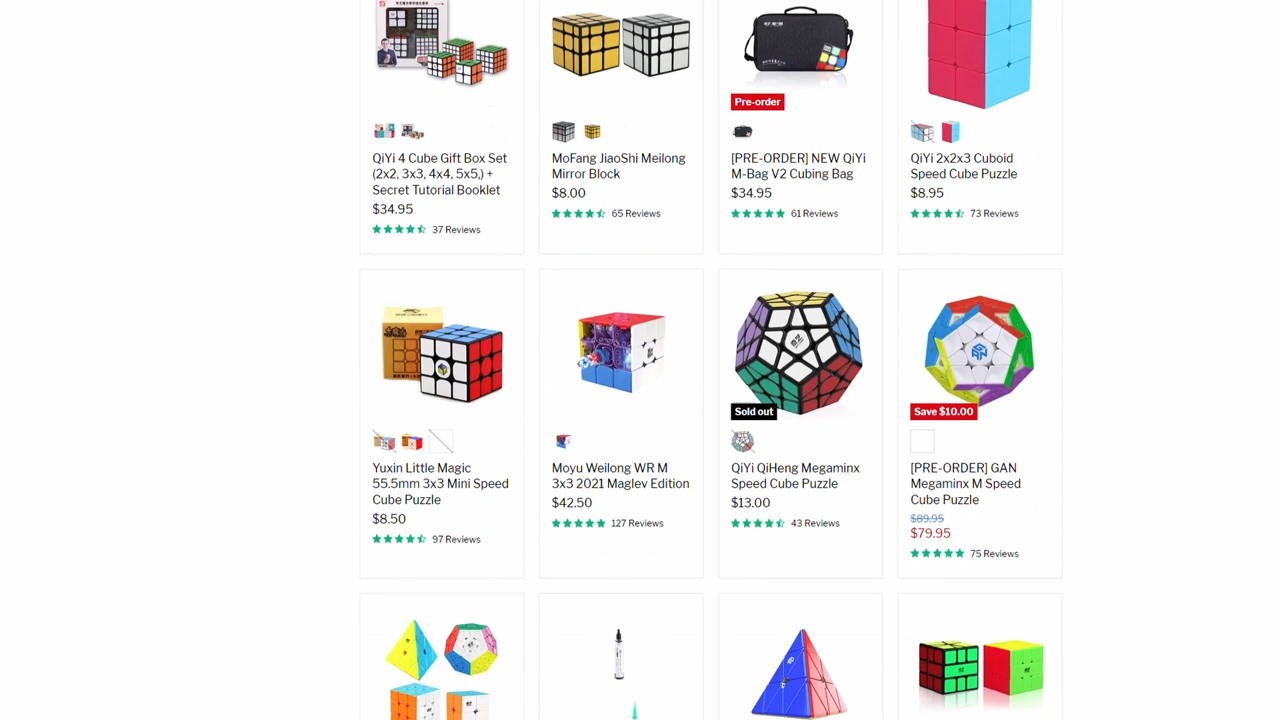 QiYi 4 Cube Gift Box Set
(2x2, 3x3, 4x4, 5x5,) +
Secret Tutorial Booklet
$34.95
37 Reviews
MoFang JiaoShi Meilong
Mirror Block
$8.00
65 Reviews
Pre-order
[PRE-ORDER] NEW QiYi
M-Bag V2 Cubing Bag
$34.95
61 Reviews
QiYi 2x2x3 Cuboid
Speed Cube Puzzle
$8.95
73 Reviews
Yuxin Little Magic
55.5mm 3x3 Mini Speed
Cube Puzzle
$8.50
97 Reviews
Moyu Weilong WR M
3x3 2021 Maglev Edition
$42.50
127 Reviews
Sold out
QiYi QiHeng Megaminx
Speed Cube Puzzle
$13.00
43 Reviews
Save $10.00
[PRE-ORDER] GAN
Megaminx M Speed
Cube Puzzle
$89.95
$79.95
75 Reviews